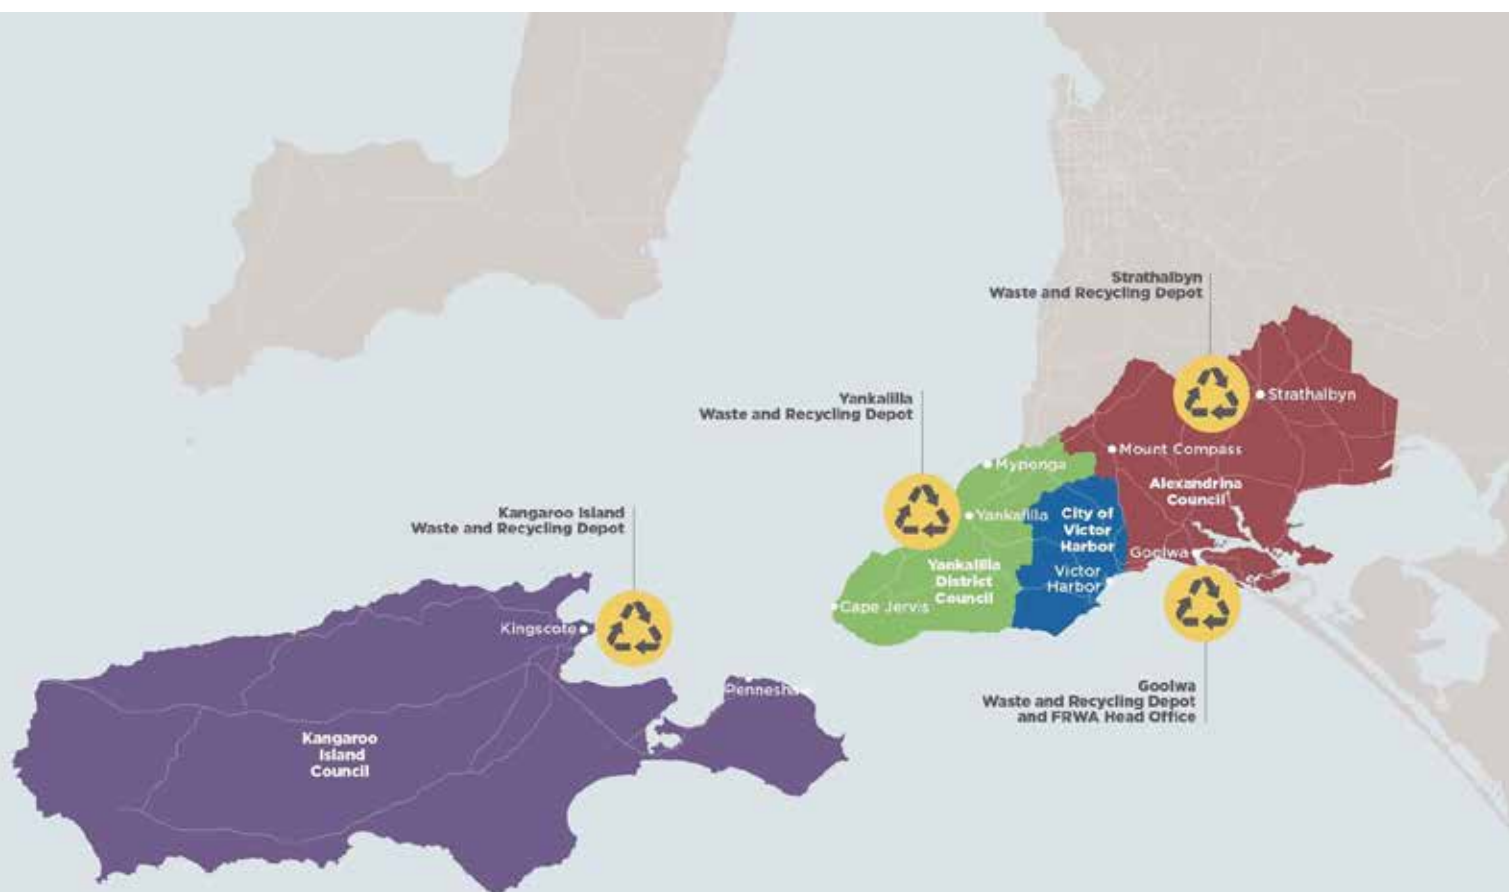 Strathalbyn
Waste and Recycling Depot
Yankalilla
Waste and Recycling Depot
Strathalbyn
Mount Compass
Myponga
Alexandrina
Council
Kangaroo Island
Waste and Recycling Depot
Yankalilla
City of
Victor
Harbor
Goolwa
Yankalilla
District
Council
Victor
Harbor
Cape Jervis
Kingscote
Goolwa
Waste and Recycling Depot
and FRWA Head Office
Penneshaw
Kangaroo
Island
Council